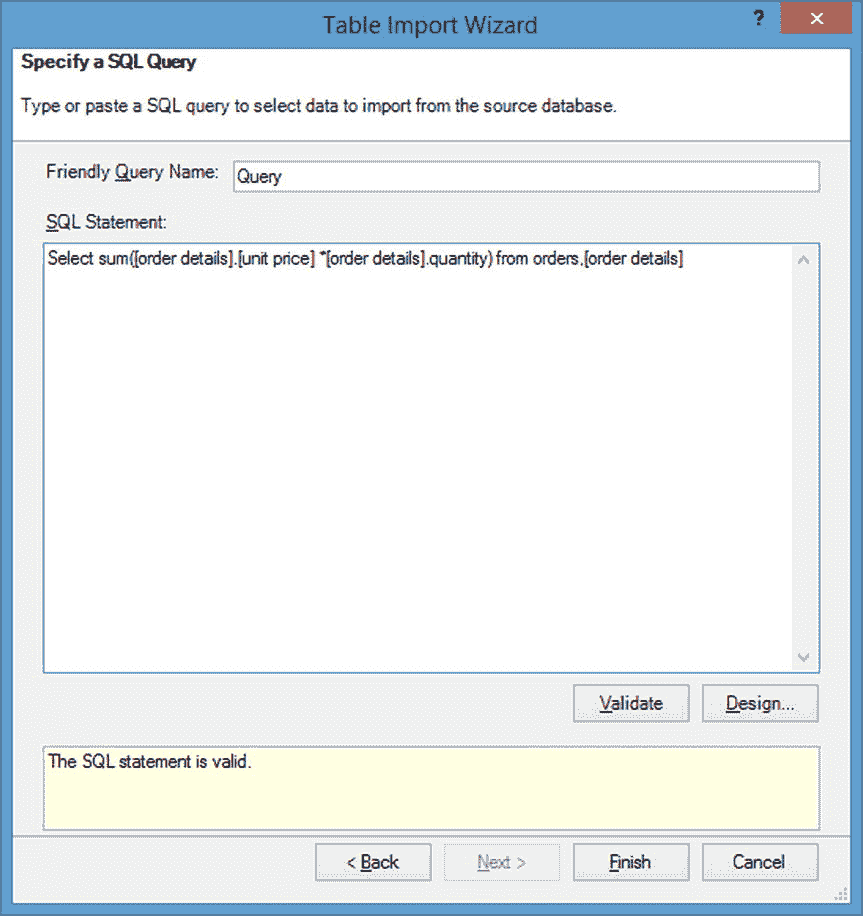 Table Import Wizard
?
Specify a SQL Query
Type or paste a SQL query to select data to import from the source database.
Friendly Query Name:
Query
SQL Statement:
Select sum([order details].[unit price] *[order details].quantity) from orders,[order details]
Validate
Design...
The SQL statement is valid.
< Back
Next >
Finish
Cancel